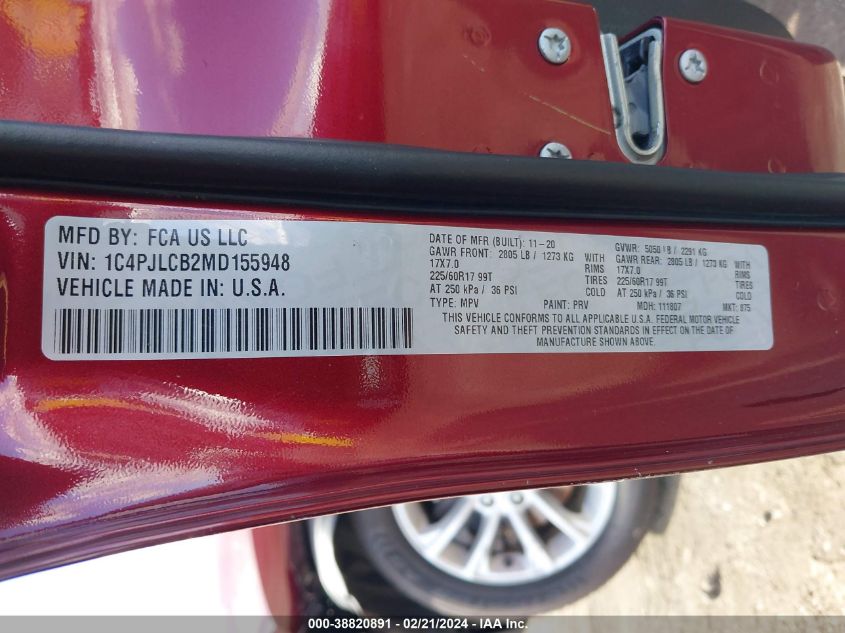 MFD BY: FCA US LLC
VIN: 1C4PJLCB2MD155948
VEHICLE MADE IN: U.S.A.
DATE OF MFR (BUILT): 11-20
GVWR: 5050 LB / 2291 KG
GAWR FRONT: 2805 LB / 1273 KG WITH
GAWR REAR: 2805 LB / 1273 KG WITH
17X7.0 RIMS
17X7.0 RIMS
225/60R17 99T TIRES
225/60R17 99T TIRES
AT 250 kPa / 36 PSI COLD
AT 250 kPa / 36 PSI COLD
TYPE: MPV PAINT: PRV MDH: 111807 MKT: 875
THIS VEHICLE CONFORMS TO ALL APPLICABLE U.S.A. FEDERAL MOTOR VEHICLE
SAFETY AND THEFT PREVENTION STANDARDS IN EFFECT ON THE DATE OF
MANUFACTURE SHOWN ABOVE.
000-38820891 - 02/21/2024 - IAAI.com.